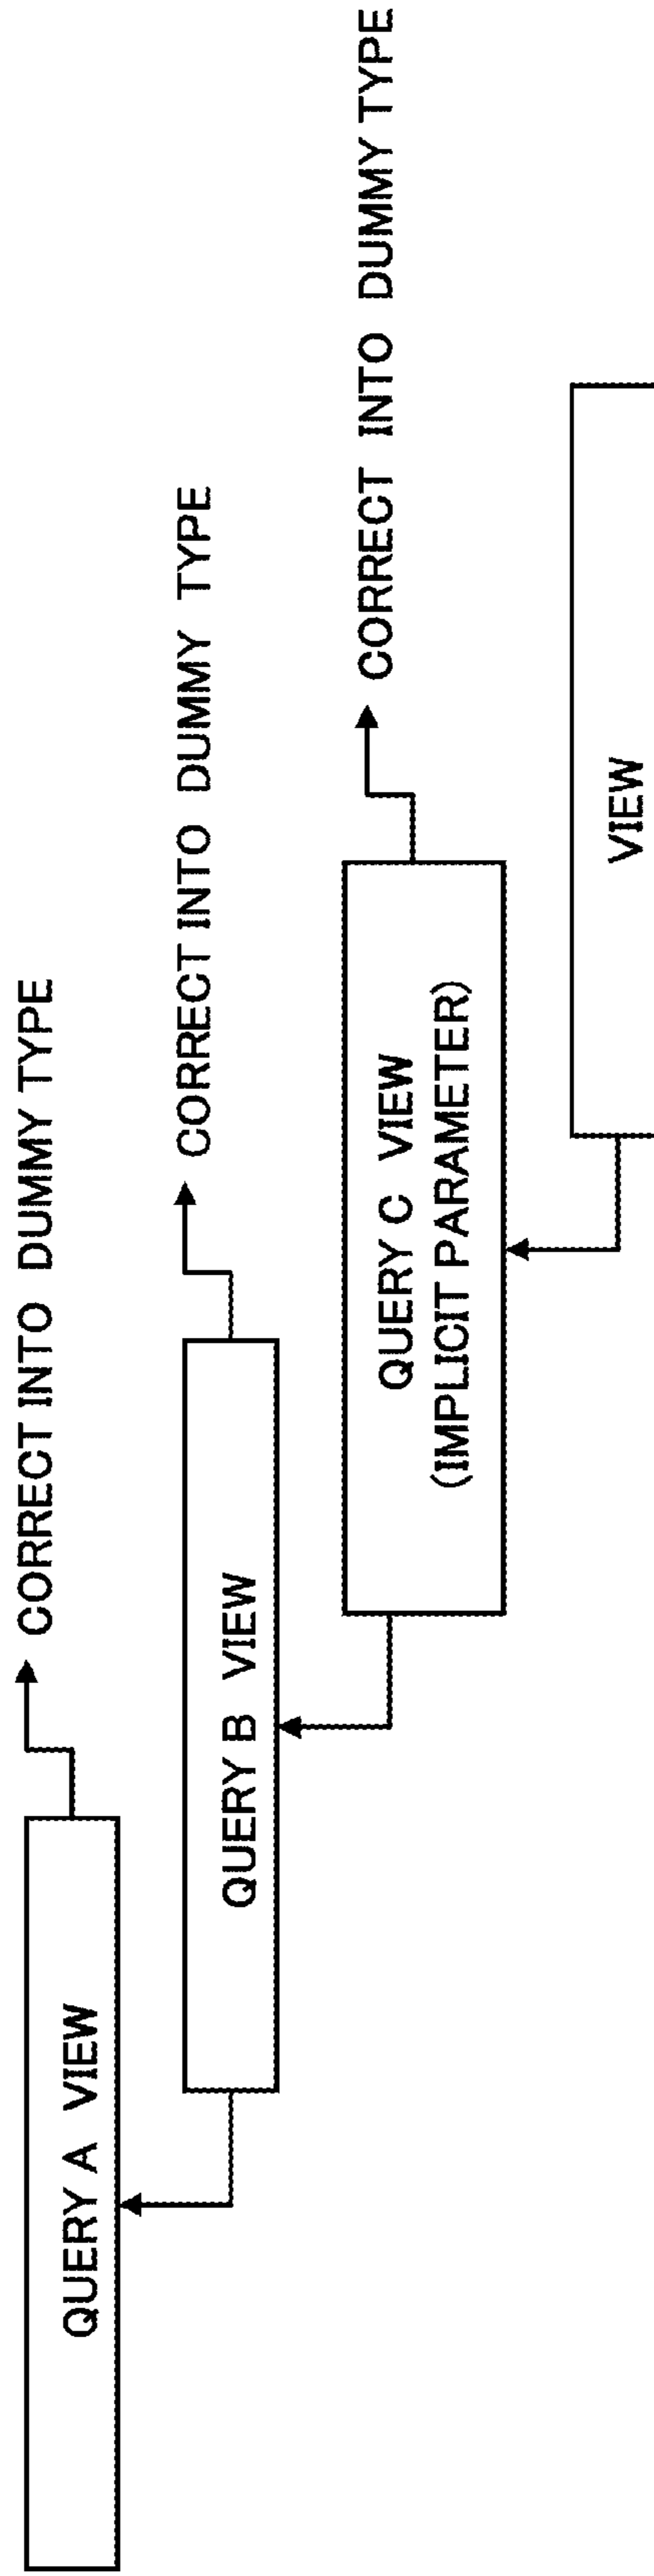 QUERY A VIEW
CORRECT INTO DUMMY TYPE
QUERY B VIEW
CORRECT INTO DUMMY TYPE
QUERY C VIEW
(IMPLICIT PARAMETER)
CORRECT INTO DUMMY TYPE
VIEW